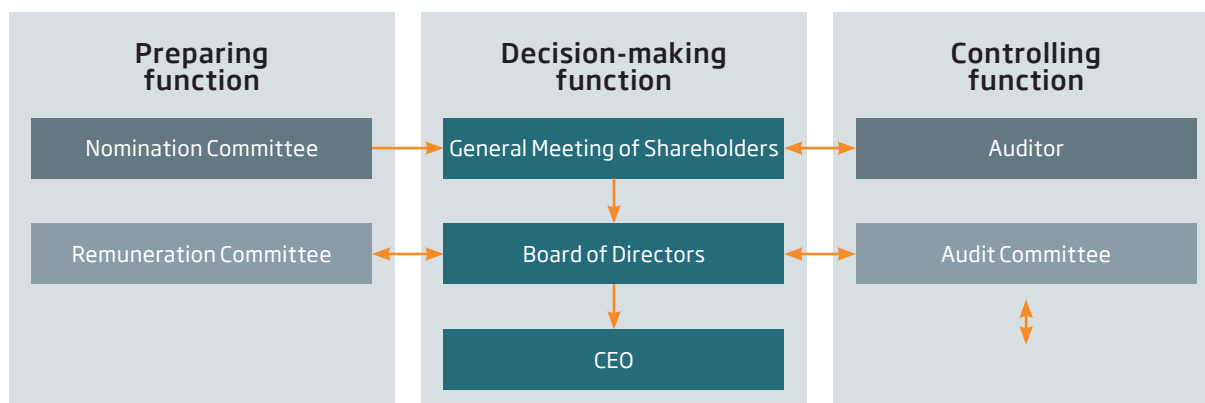 Preparing
function
Decision-making
function
Controlling
function
Nomination Committee
General Meeting of Shareholders
Auditor
Remuneration Committee
Board of Directors
Audit Committee
CEO